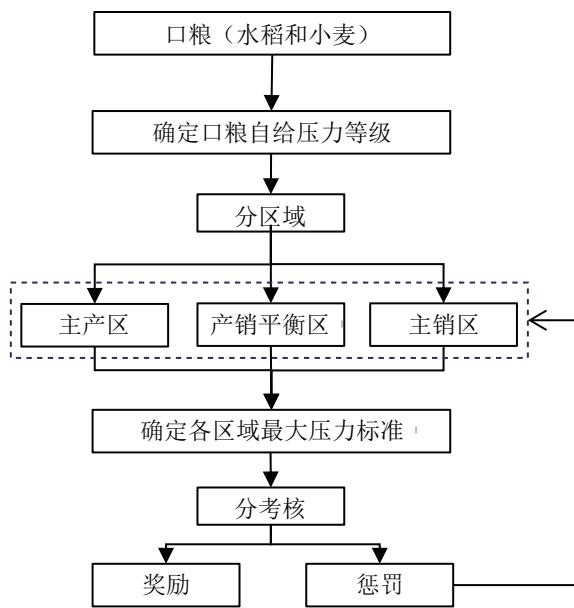 口粮（水稻和小麦）
确定口粮自给压力等级
分区域
主产区
产销平衡区
主销区
确定各区域最大压力标准
分考核
奖励
惩罚